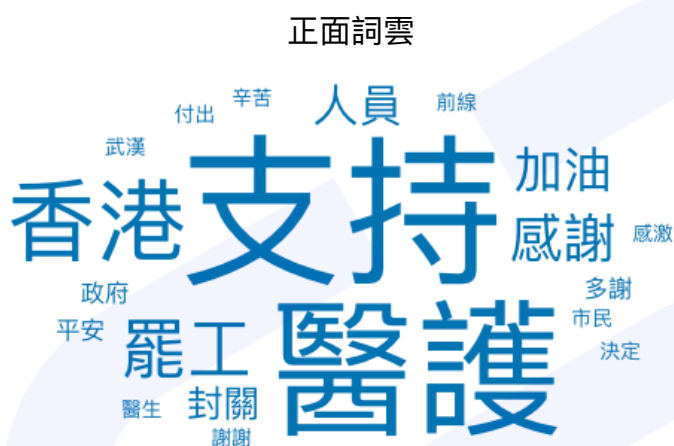 正面詞雲
辛苦
人員
前線
付出
武漢
支持
加油
香港
感謝
感激
政府
多謝
平安
罷工
醫護
市民
決定
醫生
封關
謝謝